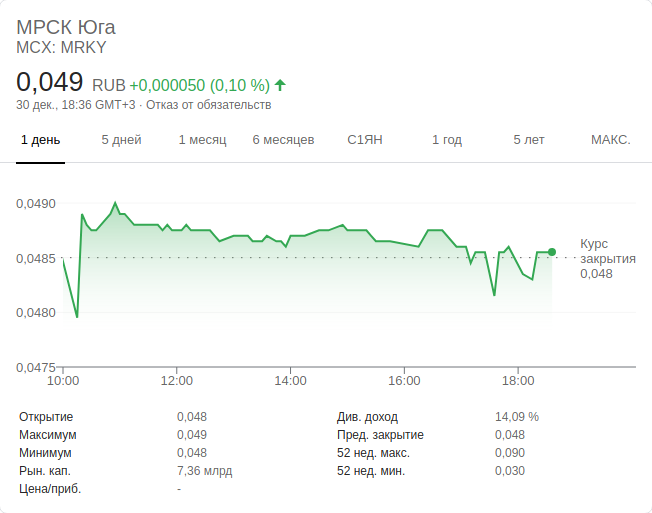 МРСК Юга
MCX: MRKY
0,049 RUB +0,000050 (0,10 %)
30 дек., 18:36 GMT+3 · Отказ от обязательств
1 день 5 дней 1 месяц 6 месяцев С1ЯН 1 год 5 лет МАКС.
0,0490
0,0485
0,0480
0,0475
Курс
закрытия
0,048
10:00 12:00 14:00 16:00 18:00
Открытие 0,048 Див. доход 14,09 %
Максимум 0,049 Пред. закрытие 0,048
Минимум 0,048 52 нед. макс. 0,090
Рын. кап. 7,36 млрд 52 нед. мин. 0,030
Цена/приб. -